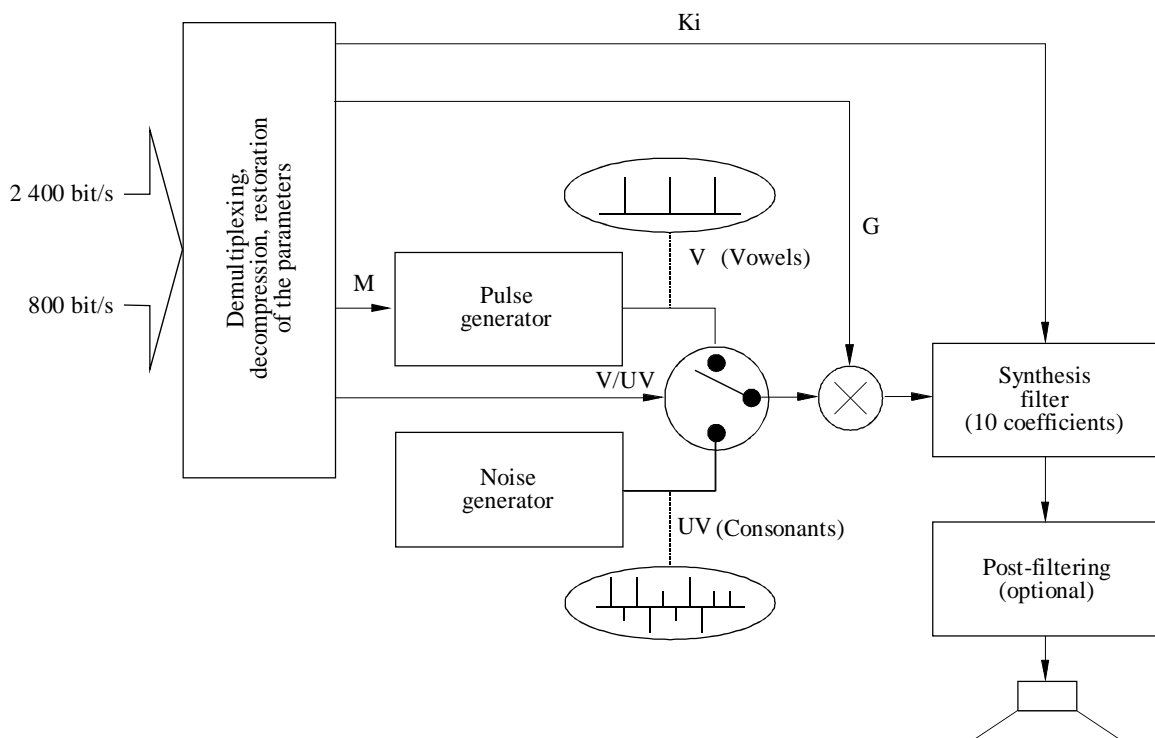 Ki
2 400 bit/s
800 bit/s
Demultiplexing,
decompression, restoration
of the parameters
M
Pulse
generator
V (Vowels)
G
V/UV
Noise
generator
UV (Consonants)
Synthesis
filter
(10 coefficients)
Post-filtering
(optional)